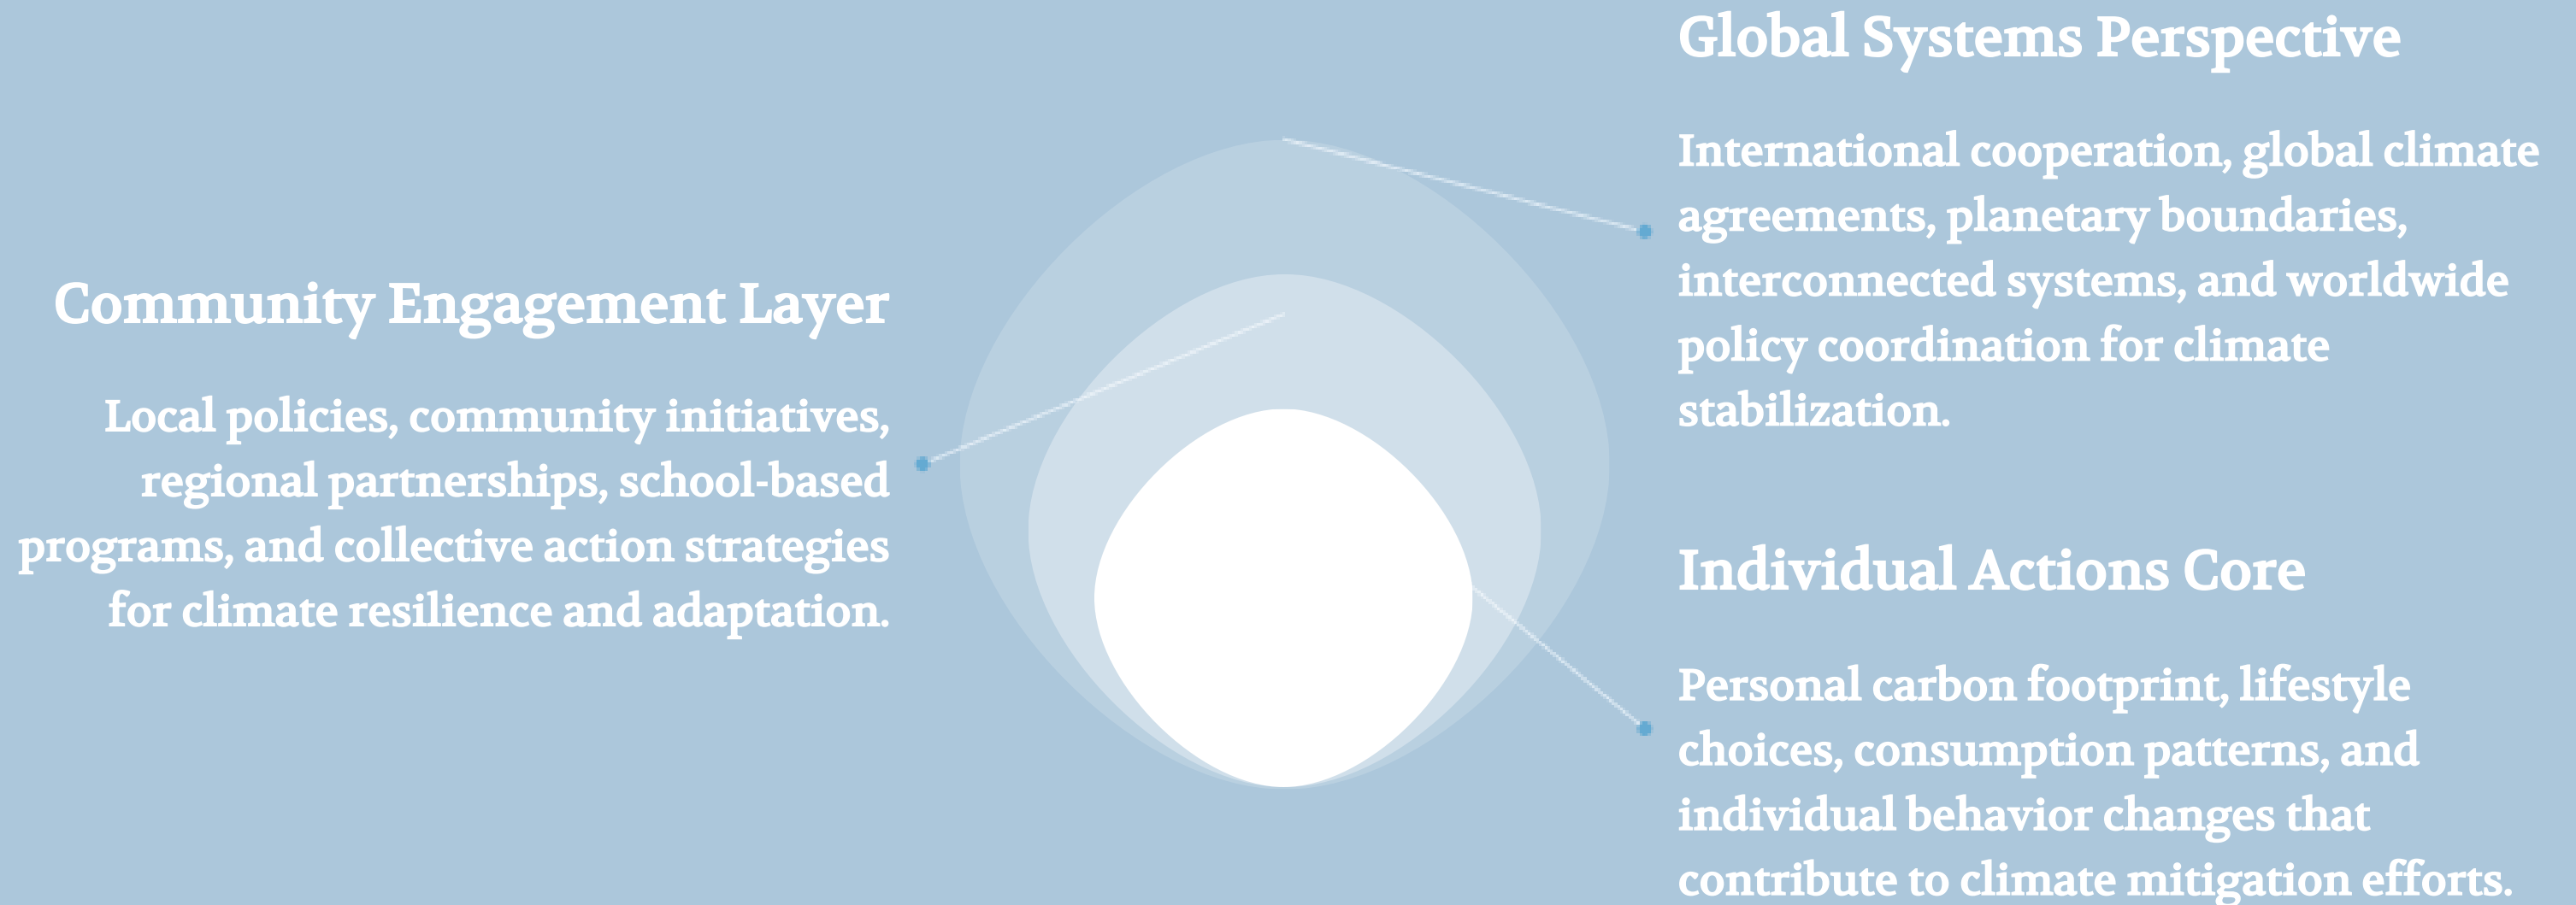 Global Systems Perspective
International cooperation, global climate
agreements, planetary boundaries,
interconnected systems, and worldwide
policy coordination for climate
stabilization.
Community Engagement Layer
Local policies, community initiatives,
regional partnerships, school-based
programs, and collective action strategies
for climate resilience and adaptation.
Individual Actions Core
Personal carbon footprint, lifestyle
choices, consumption patterns, and
individual behavior changes that
contribute to climate mitigation efforts.